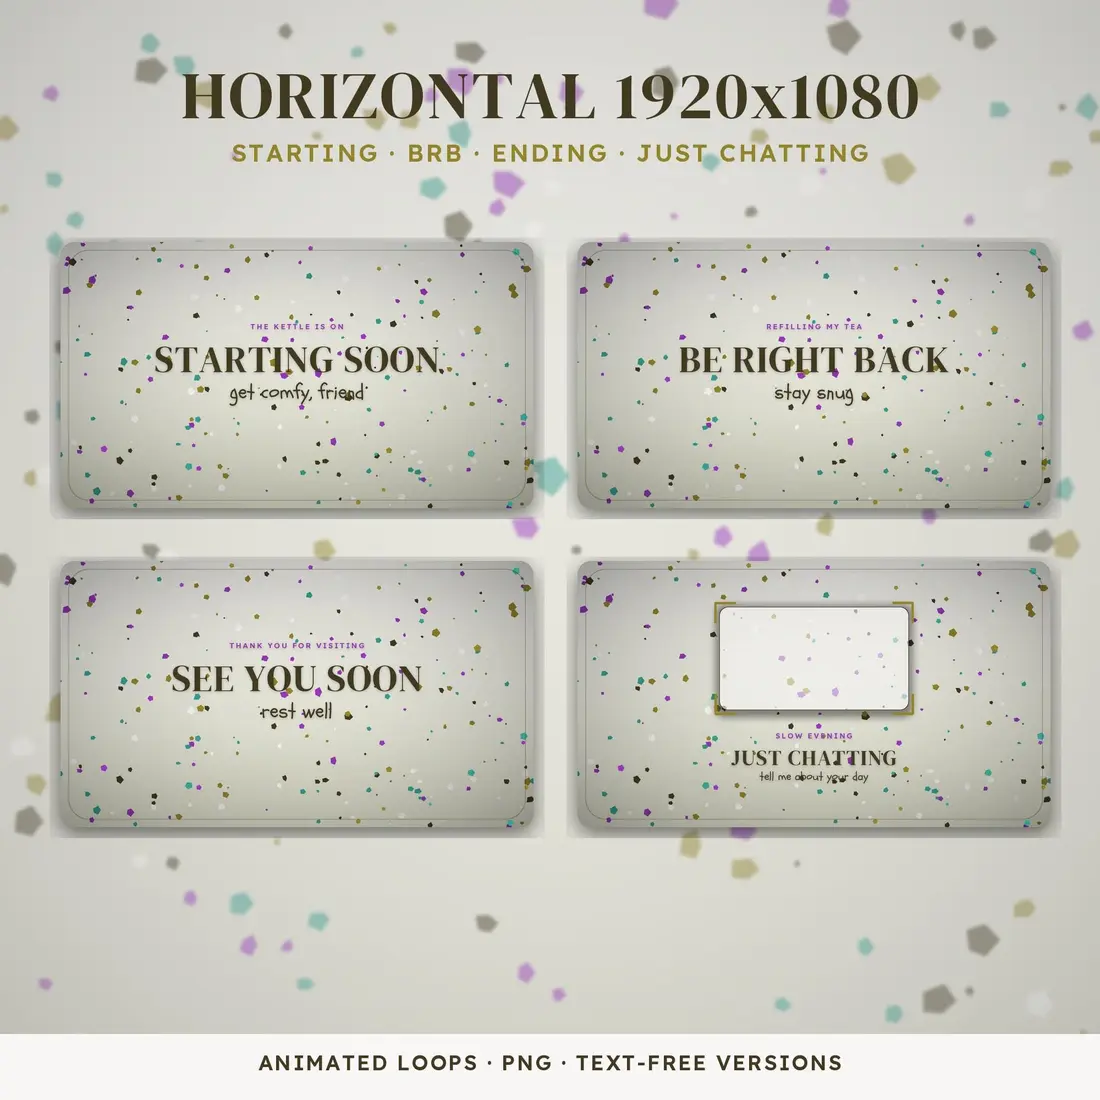 HORIZONTAL 1920x1080
STARTING · BRB · ENDING · JUST CHATTING
THE KETTLE IS ON
STARTING SOON
get comfy, friend
REFILLING MY TEA
BE RIGHT BACK
stay snug
THANK YOU FOR VISITING
SEE YOU SOON
rest well
SLOW EVENING
JUST CHATTING
tell me about your day
ANIMATED LOOPS · PNG · TEXT-FREE VERSIONS